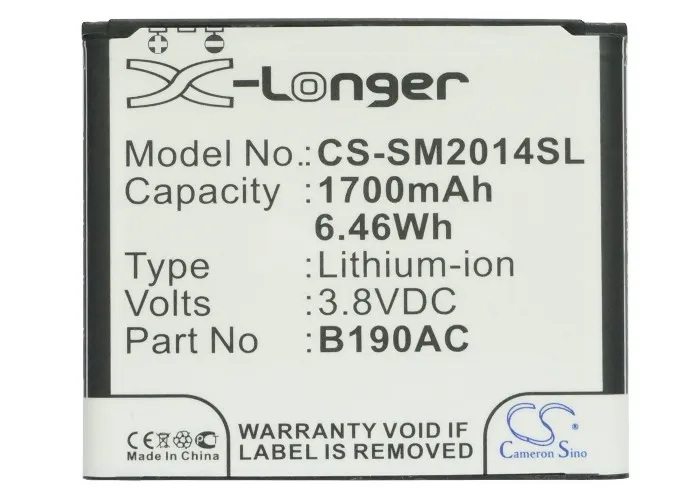 X-Longer
Model No.: CS-SM2014SL
Capacity : 1700mAh
6.46Wh
Type : Lithium-ion
Volts : 3.8VDC
Part No. : B190AC
CE
Made In China
WARRANTY VOID IF
LABEL IS REMOVED
CS
Cameron Sino